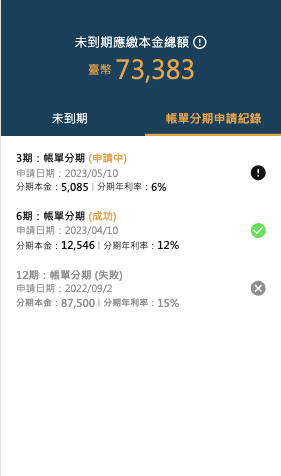 未到期應繳本金總額
臺幣 73,383
未到期
帳單分期申請紀錄
3期：帳單分期 (申請中)
申請日期：2023/05/10
分期本金：5,085 | 分期年利率：6%
6期：帳單分期 (成功)
申請日期：2023/04/10
分期本金：12,546 | 分期年利率：12%
12期：帳單分期 (失敗)
申請日期：2022/09/2
分期本金：87,500 | 分期年利率：15%